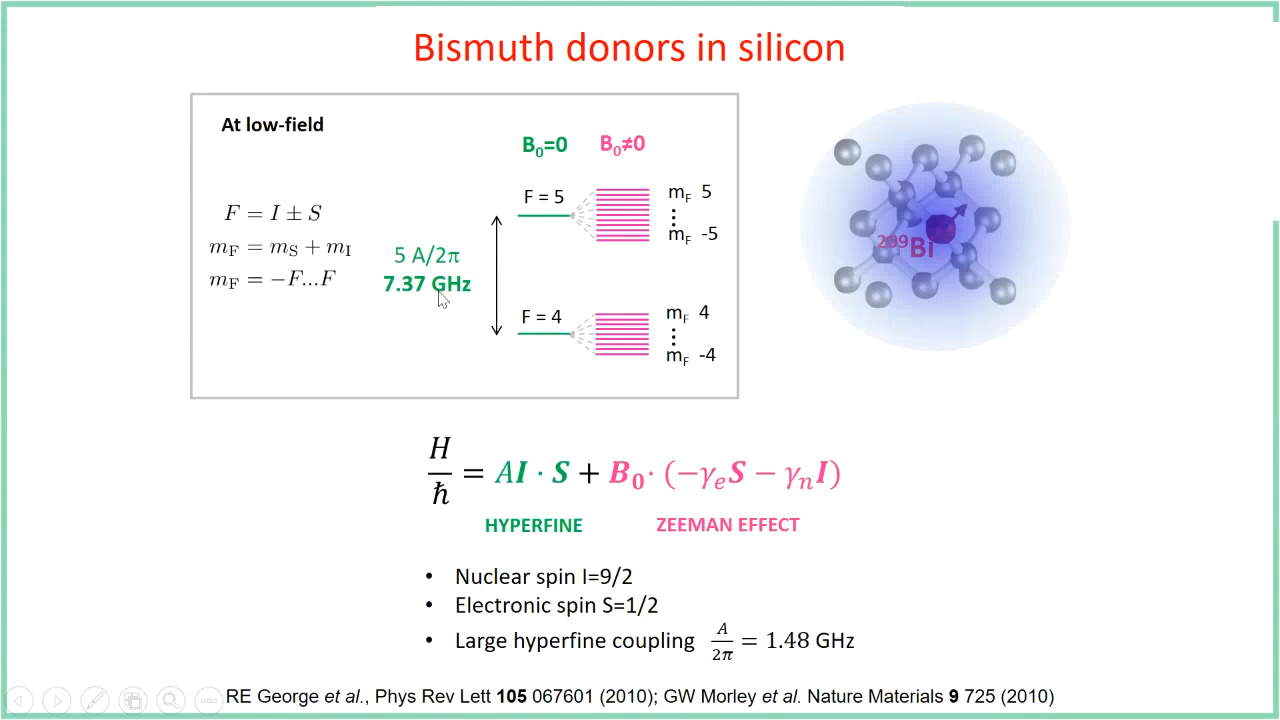 Bismuth donors in silicon
At low-field
B₀=0 B₀≠0
F = I ± S
m_F = m_S + m_I
m_F = −F...F
5 A/2π
7.37 GHz
F = 5
m_F 5
⋮
m_F -5
F = 4
m_F 4
⋮
m_F -4
²⁰⁹Bi
H/ħ = A𝑰 · 𝑺 + 𝑩₀· (−γₑ𝑺 − γₙ𝑰)
HYPERFINE ZEEMAN EFFECT
• Nuclear spin I=9/2
• Electronic spin S=1/2
• Large hyperfine coupling A/2π = 1.48 GHz
RE George et al., Phys Rev Lett 105 067601 (2010); GW Morley et al. Nature Materials 9 725 (2010)